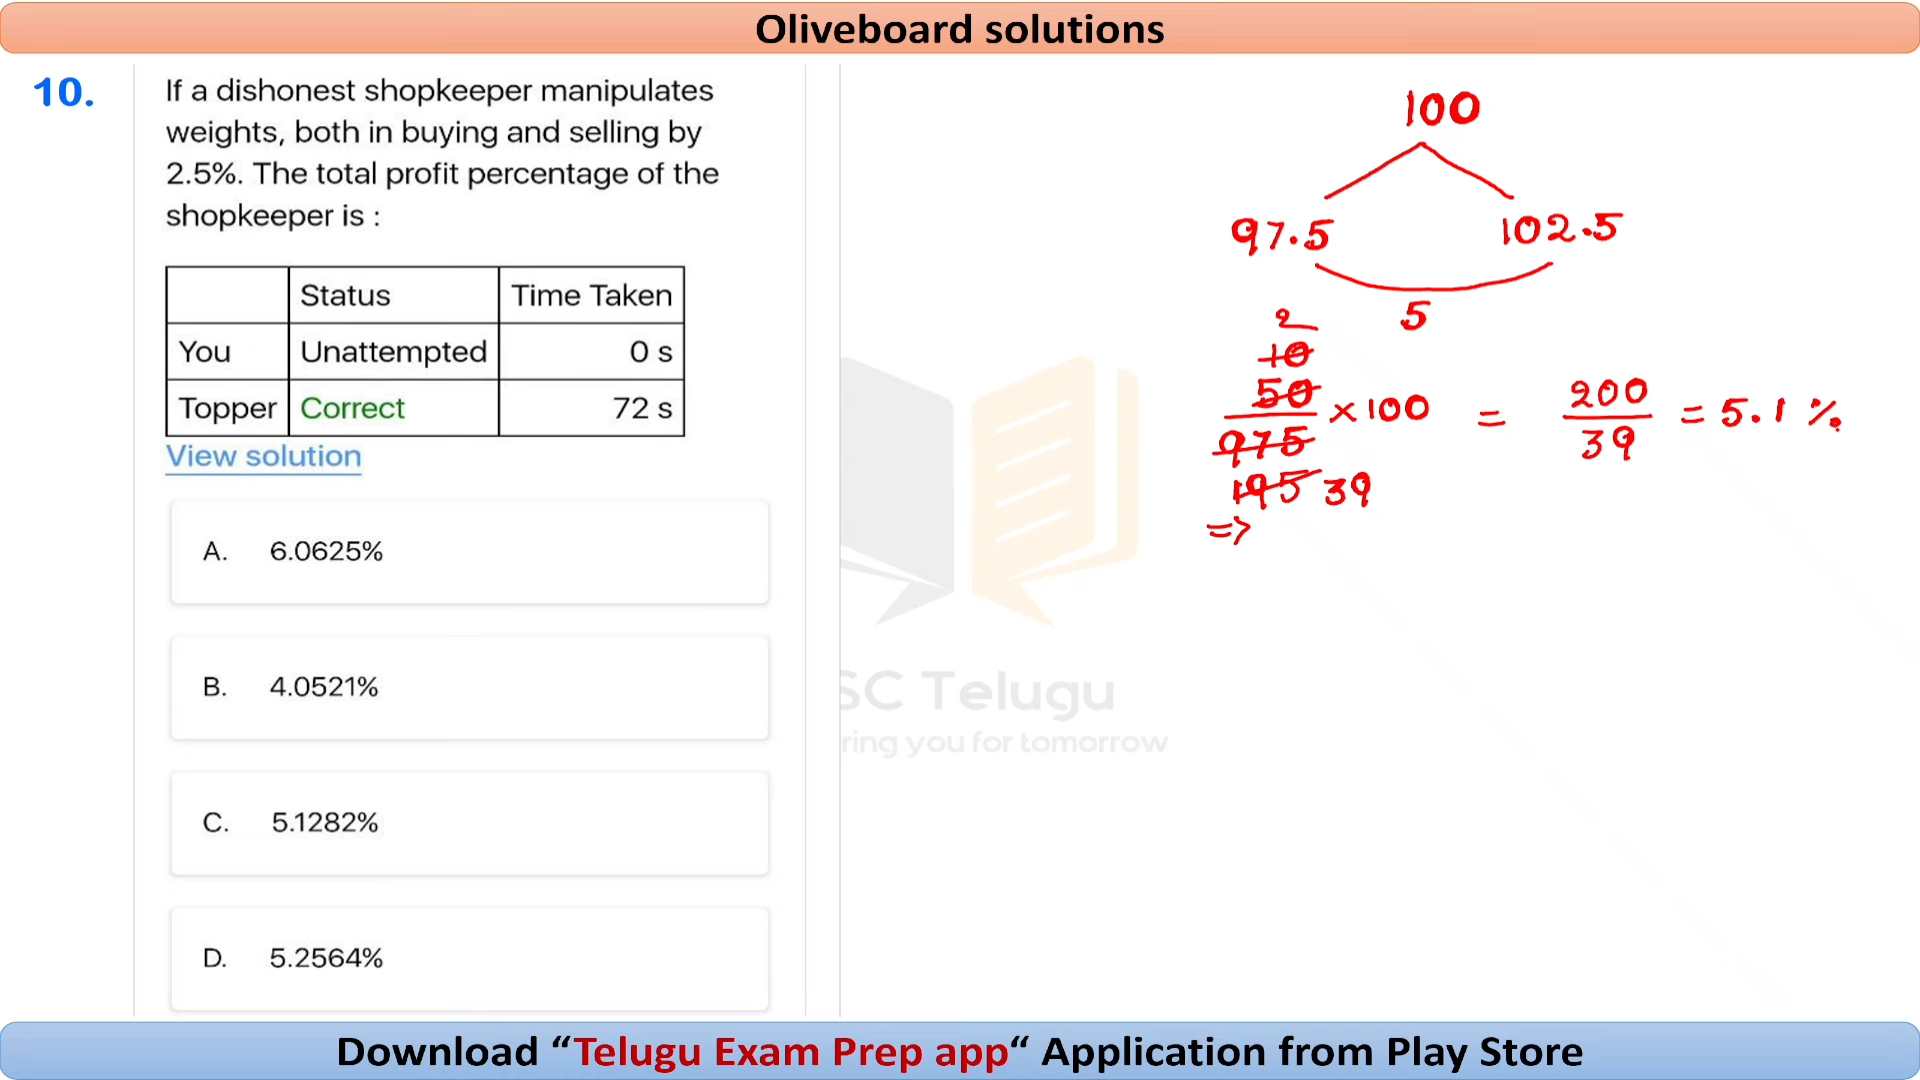 Oliveboard solutions
10.
If a dishonest shopkeeper manipulates
weights, both in buying and selling by
2.5%. The total profit percentage of the
shopkeeper is :
Status Time Taken
You Unattempted 0 s
Topper Correct 72 s
View solution
A. 6.0625%
B. 4.0521%
C. 5.1282%
D. 5.2564%
100
97.5 102.5
5
2
10
50
975 × 100 = 200/39 = 5.1 %.
195 39
=>
SC Telugu
ring you for tomorrow
Download “Telugu Exam Prep app“ Application from Play Store